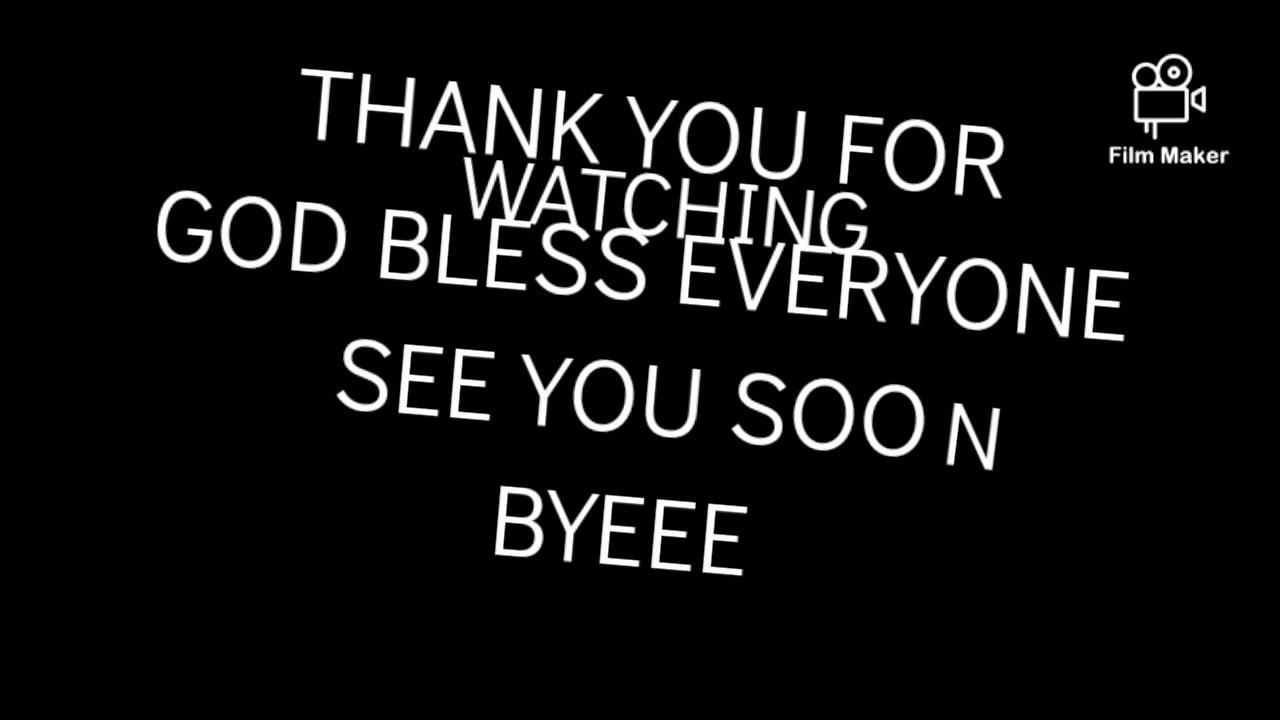 THANK YOU FOR
WATCHING
GOD BLESS EVERYONE
SEE YOU SOO N
BYEEE
Film Maker